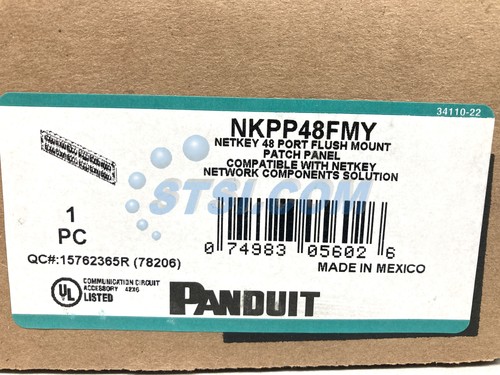 34110-22
NKPP48FMY
NETKEY 48 PORT FLUSH MOUNT
PATCH PANEL
COMPATIBLE WITH NETKEY
NETWORK COMPONENTS SOLUTION
STSI.COM
1
PC
0 74983 05602 6
QC#:15762365R (78206)
MADE IN MEXICO
UL
COMMUNICATION CIRCUIT
ACCESSORY 42X6
LISTED
PANDUIT